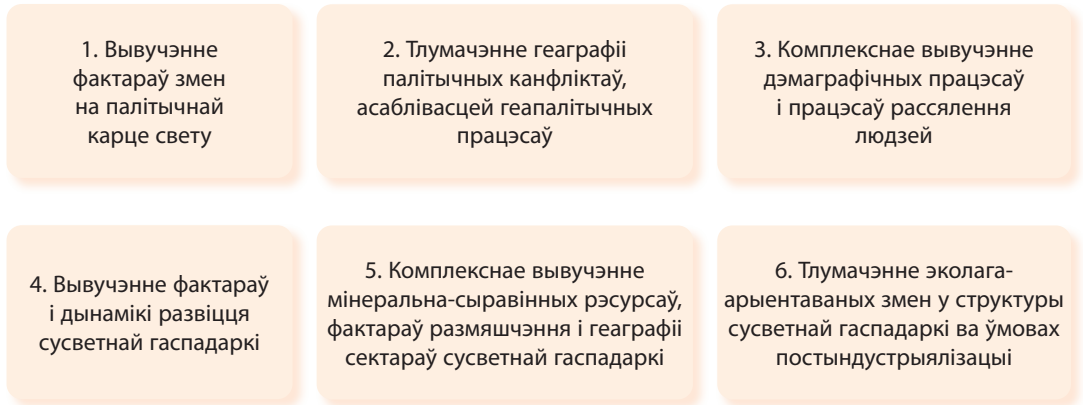 1. Вывучэнне
фактараў змен
на палітычнай
карце свету
2. Тлумачэнне геаграфіі
палітычных канфліктаў,
асаблівасцей геапалітычных
працэсаў
3. Комплекснае вывучэнне
дэмаграфічных працэсаў
і працэсаў рассялення
людзей
4. Вывучэнне фактараў
і дынамікі развіцця
сусветнай гаспадаркі
5. Комплекснае вывучэнне
мінеральна-сыравінных рэсурсаў,
фактараў размяшчэння і геаграфіі
сектараў сусветнай гаспадаркі
6. Тлумачэнне эколага-
арыентаваных змен у структуры
сусветнай гаспадаркі ва ўмовах
постындустрыялізацыі